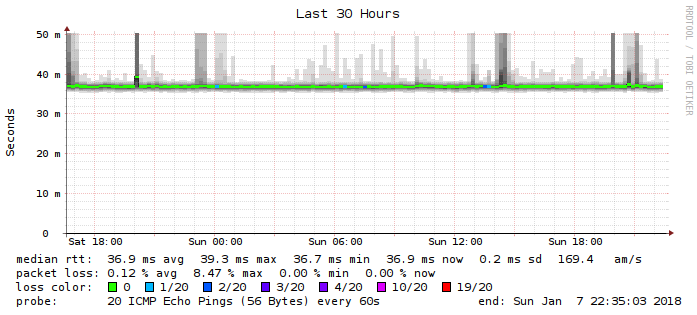 Last 30 Hours
RRDTOOL / TOBI OETIKER
Seconds
50 m
40 m
30 m
20 m
10 m
0
Sat 18:00 Sun 00:00 Sun 06:00 Sun 12:00 Sun 18:00
median rtt: 36.9 ms avg 39.3 ms max 36.7 ms min 36.9 ms now 0.2 ms sd 169.4 am/s
packet loss: 0.12 % avg 8.47 % max 0.00 % min 0.00 % now
loss color: 0 1/20 2/20 3/20 4/20 10/20 19/20
probe: 20 ICMP Echo Pings (56 Bytes) every 60s end: Sun Jan 7 22:35:03 2018